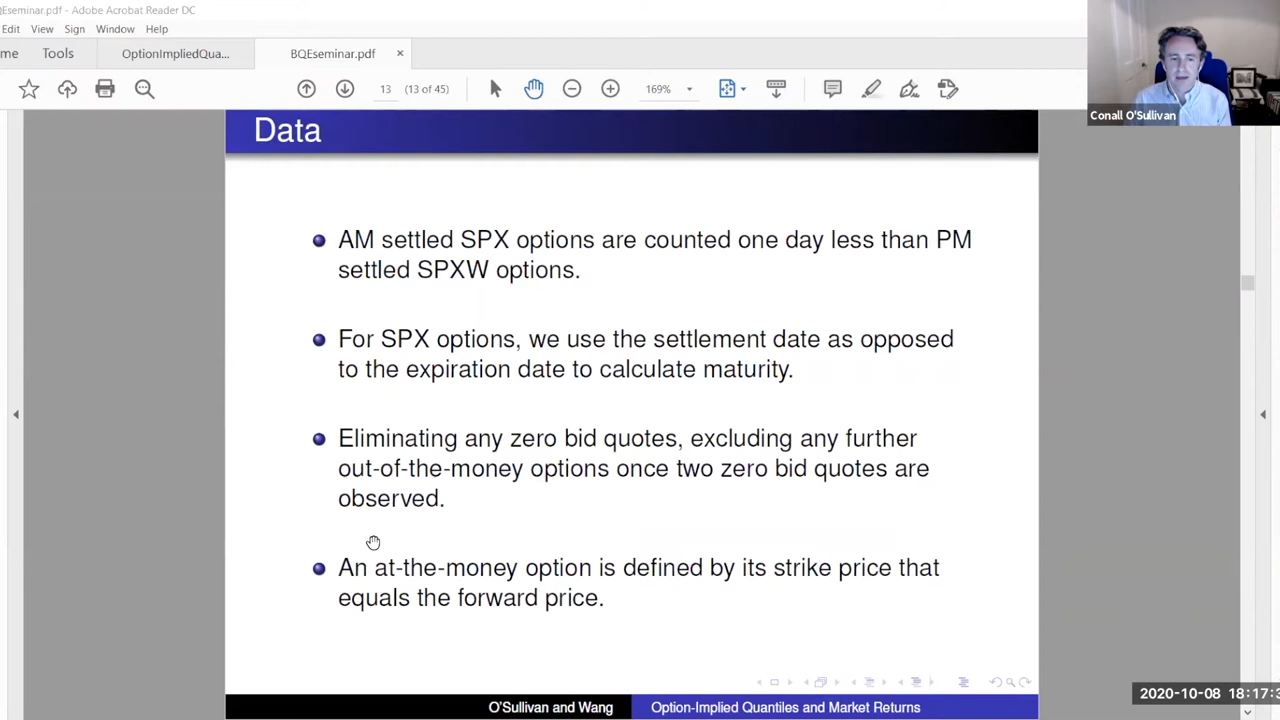 Eseminar.pdf - Adobe Acrobat Reader DC
Edit View Sign Window Help
me Tools OptionImpliedQua... BQEseminar.pdf ×
13 (13 of 45) 169%
Conall O'Sullivan
Data
AM settled SPX options are counted one day less than PM
settled SPXW options.
For SPX options, we use the settlement date as opposed
to the expiration date to calculate maturity.
Eliminating any zero bid quotes, excluding any further
out-of-the-money options once two zero bid quotes are
observed.
An at-the-money option is defined by its strike price that
equals the forward price.
O'Sullivan and Wang Option-Implied Quantiles and Market Returns
2020-10-08 18:17:3